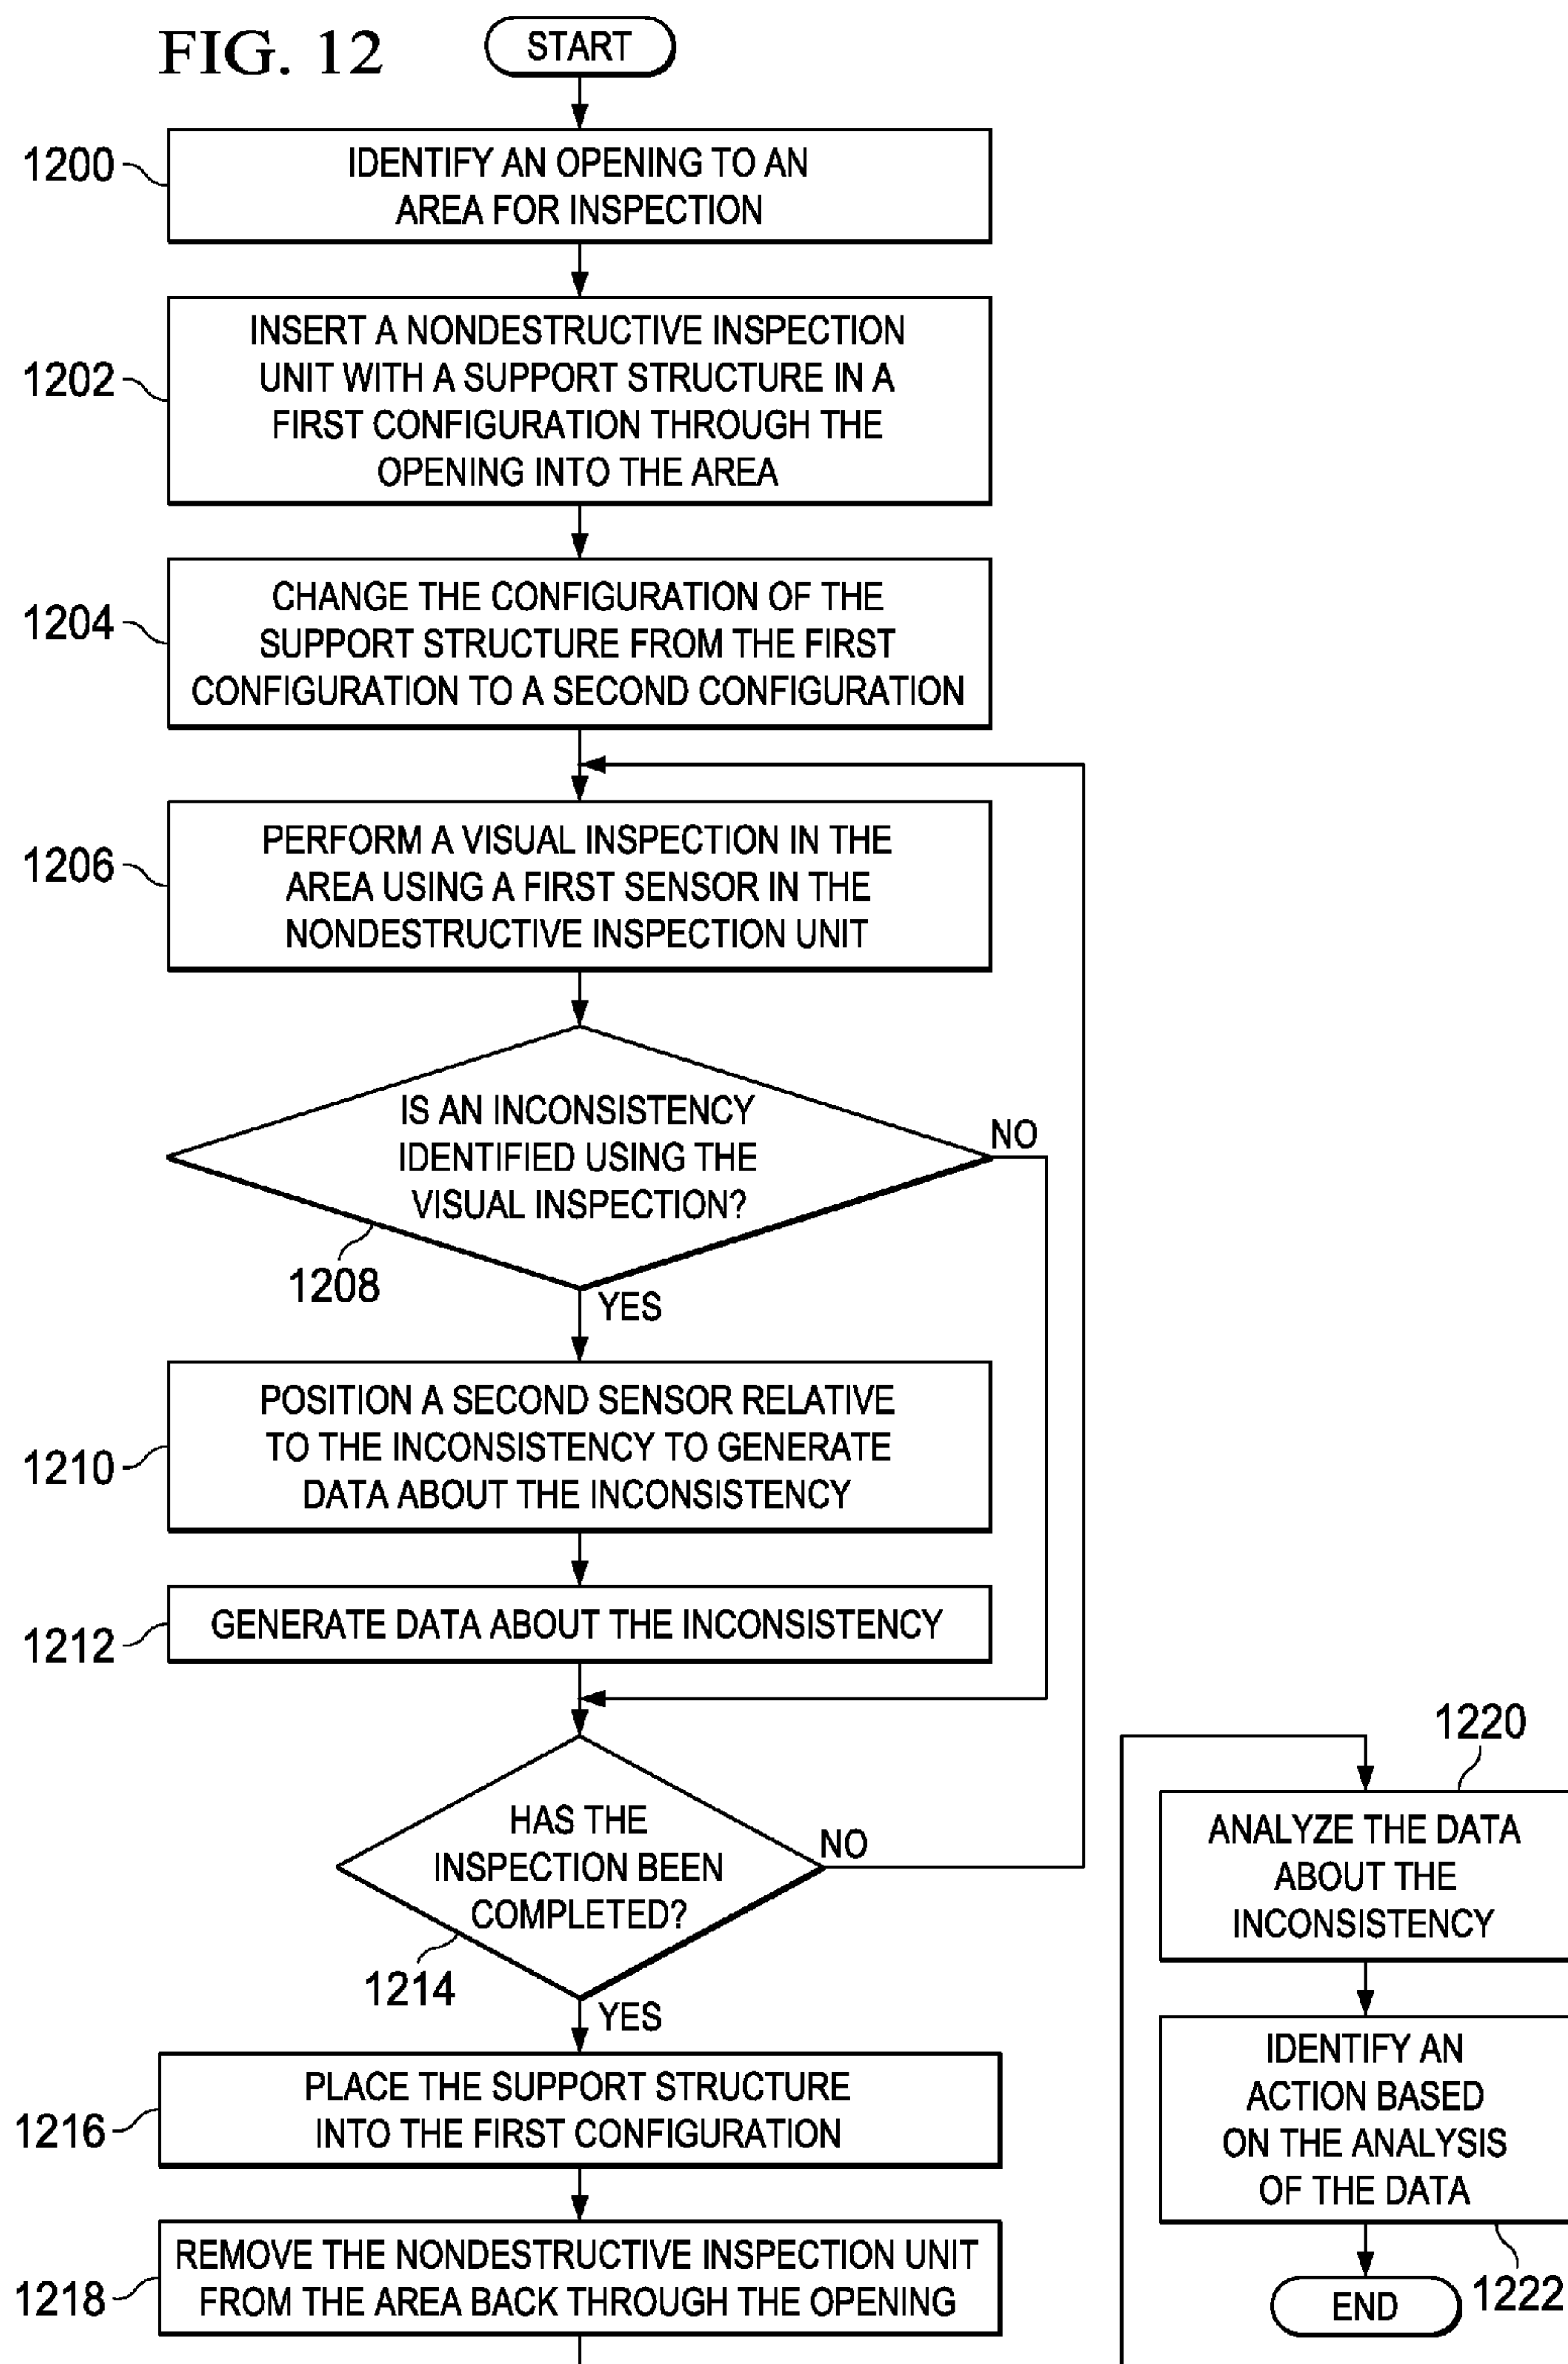 FIG. 12
START
1200
IDENTIFY AN OPENING TO AN
AREA FOR INSPECTION
1202
INSERT A NONDESTRUCTIVE INSPECTION
UNIT WITH A SUPPORT STRUCTURE IN A
FIRST CONFIGURATION THROUGH THE
OPENING INTO THE AREA
1204
CHANGE THE CONFIGURATION OF THE
SUPPORT STRUCTURE FROM THE FIRST
CONFIGURATION TO A SECOND CONFIGURATION
1206
PERFORM A VISUAL INSPECTION IN THE
AREA USING A FIRST SENSOR IN THE
NONDESTRUCTIVE INSPECTION UNIT
IS AN INCONSISTENCY
IDENTIFIED USING THE
VISUAL INSPECTION?
NO
1208
YES
1210
POSITION A SECOND SENSOR RELATIVE
TO THE INCONSISTENCY TO GENERATE
DATA ABOUT THE INCONSISTENCY
1212
GENERATE DATA ABOUT THE INCONSISTENCY
HAS THE
INSPECTION BEEN
COMPLETED?
NO
1214
YES
1216
PLACE THE SUPPORT STRUCTURE
INTO THE FIRST CONFIGURATION
1218
REMOVE THE NONDESTRUCTIVE INSPECTION UNIT
FROM THE AREA BACK THROUGH THE OPENING
1220
ANALYZE THE DATA
ABOUT THE
INCONSISTENCY
IDENTIFY AN
ACTION BASED
ON THE ANALYSIS
OF THE DATA
1222
END